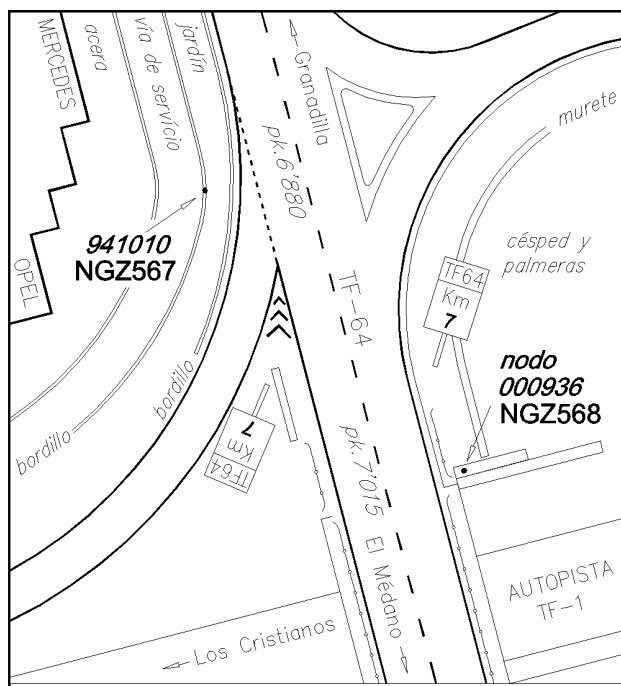 MERCEDES
acera
vía de servício
jardín
Granadilla
pk.6'880
murete
941010
NGZ567
césped y
palmeras
OPEL
TF64
Km
7
TF-64
nodo
000936
NGZ568
bordillo
bordillo
7
Km
TF64
pk.7'015
El Médano
AUTOPISTA
TF-1
Los Cristianos